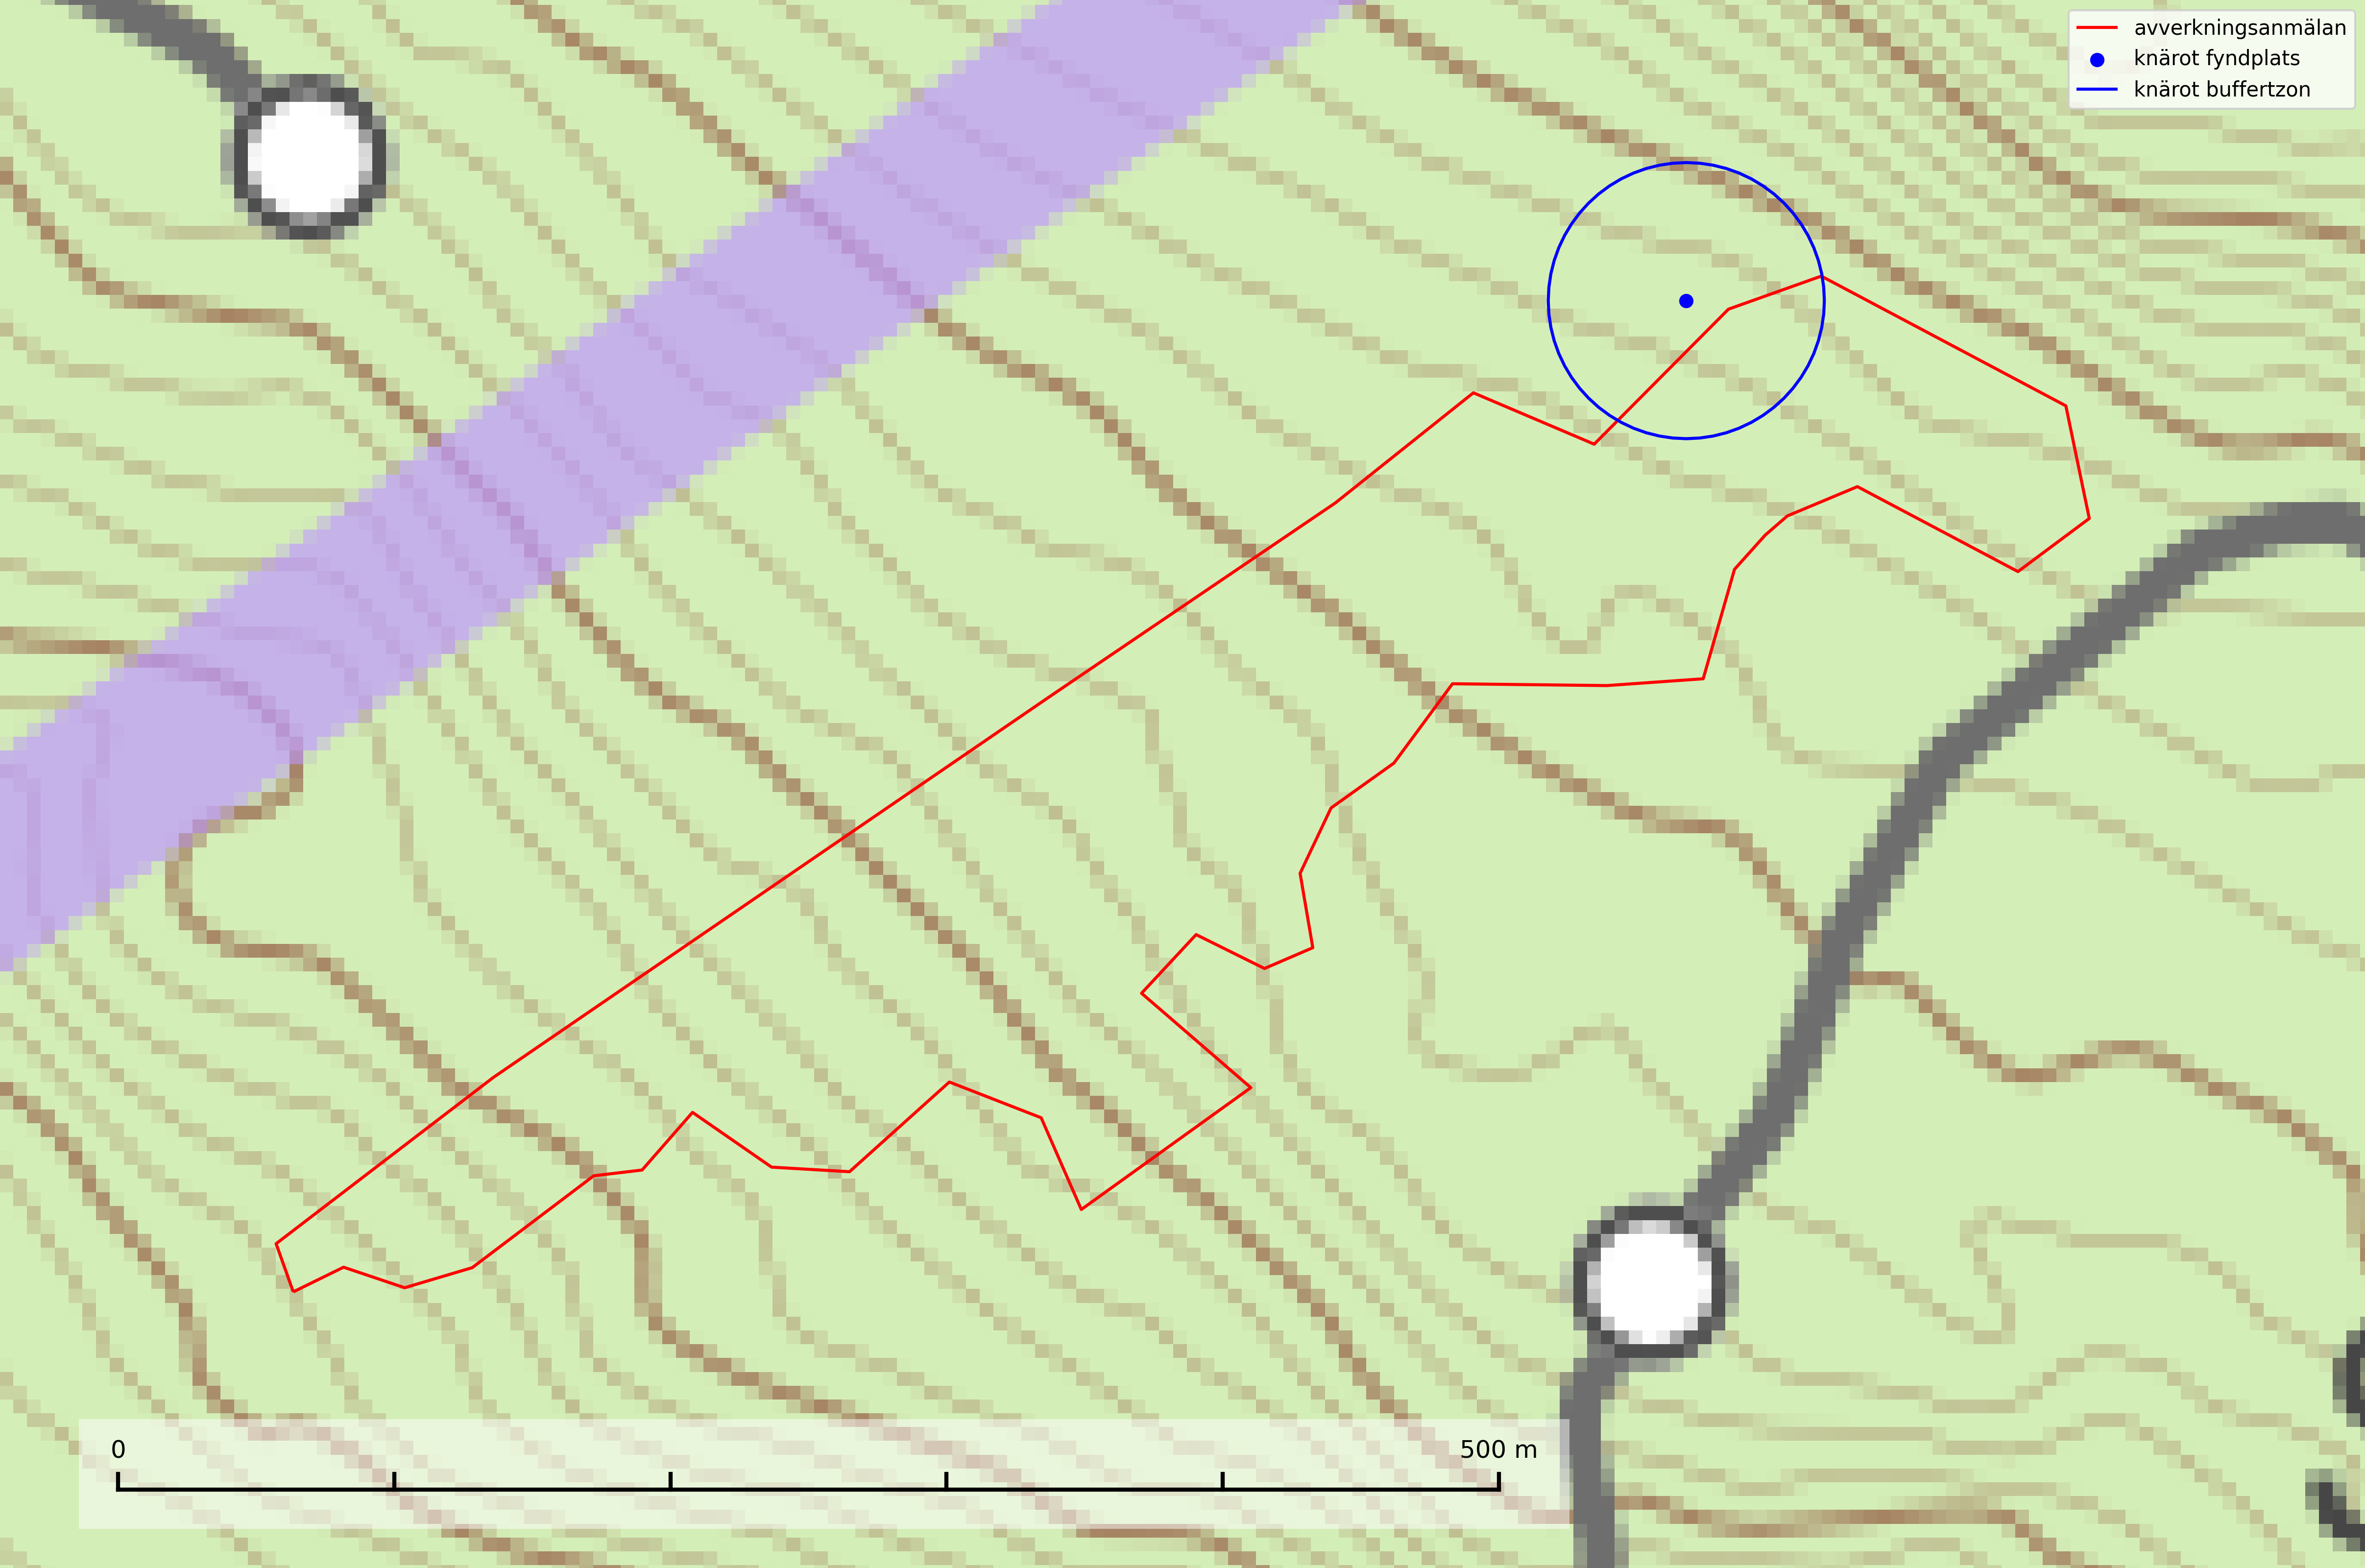 avverkningsanmälan
knärot fyndplats
knärot buffertzon
0 500 m